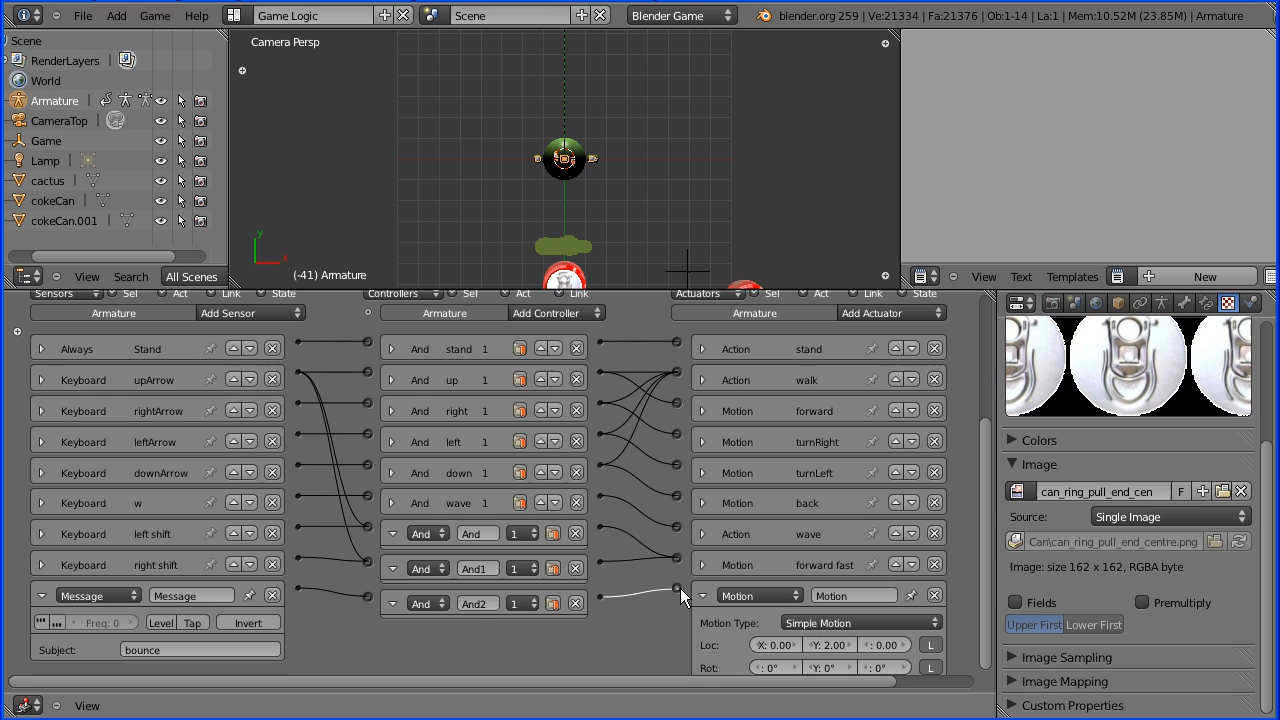 File Add Game Help Game Logic Scene Blender Game blender.org 259 | Ve:21334 | Fa:21376 | Ob:1-14 | La:1 | Mem:10.52M (23.85M) | Armature
Scene
RenderLayers
World
Armature
CameraTop
Game
Lamp
cactus
cokeCan
cokeCan.001
View Search All Scenes
Camera Persp
y
x
(-41) Armature
View Text Templates New
Sensors Sel Act Link State Controllers Sel Act Link Actuators Sel Act Link State
Armature Add Sensor Armature Add Controller Armature Add Actuator
Always Stand And stand 1 Action stand
Keyboard upArrow And up 1 Action walk
Keyboard rightArrow And right 1 Motion forward
Keyboard leftArrow And left 1 Motion turnRight
Keyboard downArrow And down 1 Motion turnLeft
Keyboard w And wave 1 Motion back
Keyboard left shift And And 1 Action wave
Keyboard right shift And And1 1 Motion forward fast
Message Message And And2 1 Motion Motion
Freq: 0 Level Tap Invert Motion Type: Simple Motion
Subject: bounce Loc: X: 0.00 Y: 2.00 : 0.00 L
Rot: : 0° Y: 0° : 0° L
View
Colors
Image
can_ring_pull_end_cen F
Source: Single Image
Can\can_ring_pull_end_centre.png
Image: size 162 x 162, RGBA byte
Fields Premultiply
Upper First Lower First
Image Sampling
Image Mapping
Custom Properties